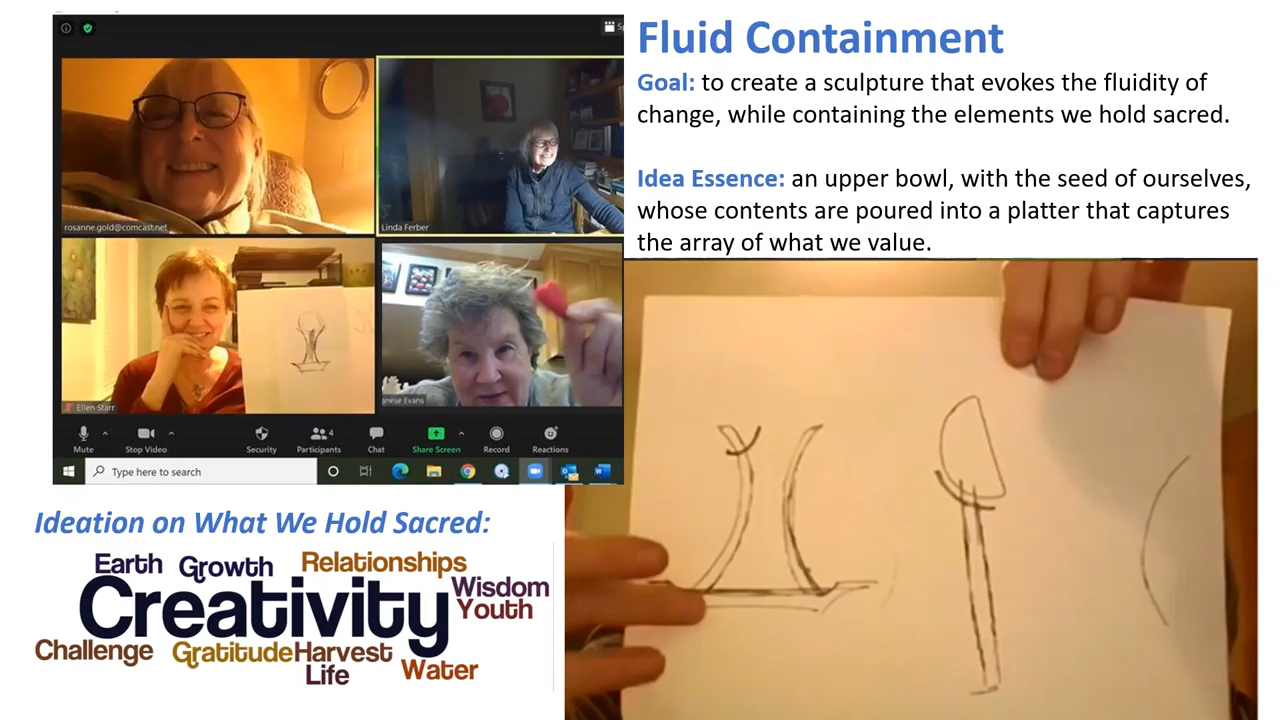 Fluid Containment
Goal: to create a sculpture that evokes the fluidity of
change, while containing the elements we hold sacred.
Idea Essence: an upper bowl, with the seed of ourselves,
whose contents are poured into a platter that captures
the array of what we value.
rosanne.gold@comcast.net
Linda Ferber
Ellen Starr
Evans
Mute
Stop Video
Security
4
Participants
Chat
Share Screen
Record
Reactions
Type here to search
Ideation on What We Hold Sacred:
Earth Growth Relationships
Creativity Wisdom
Youth
Challenge Gratitude Harvest
Life Water